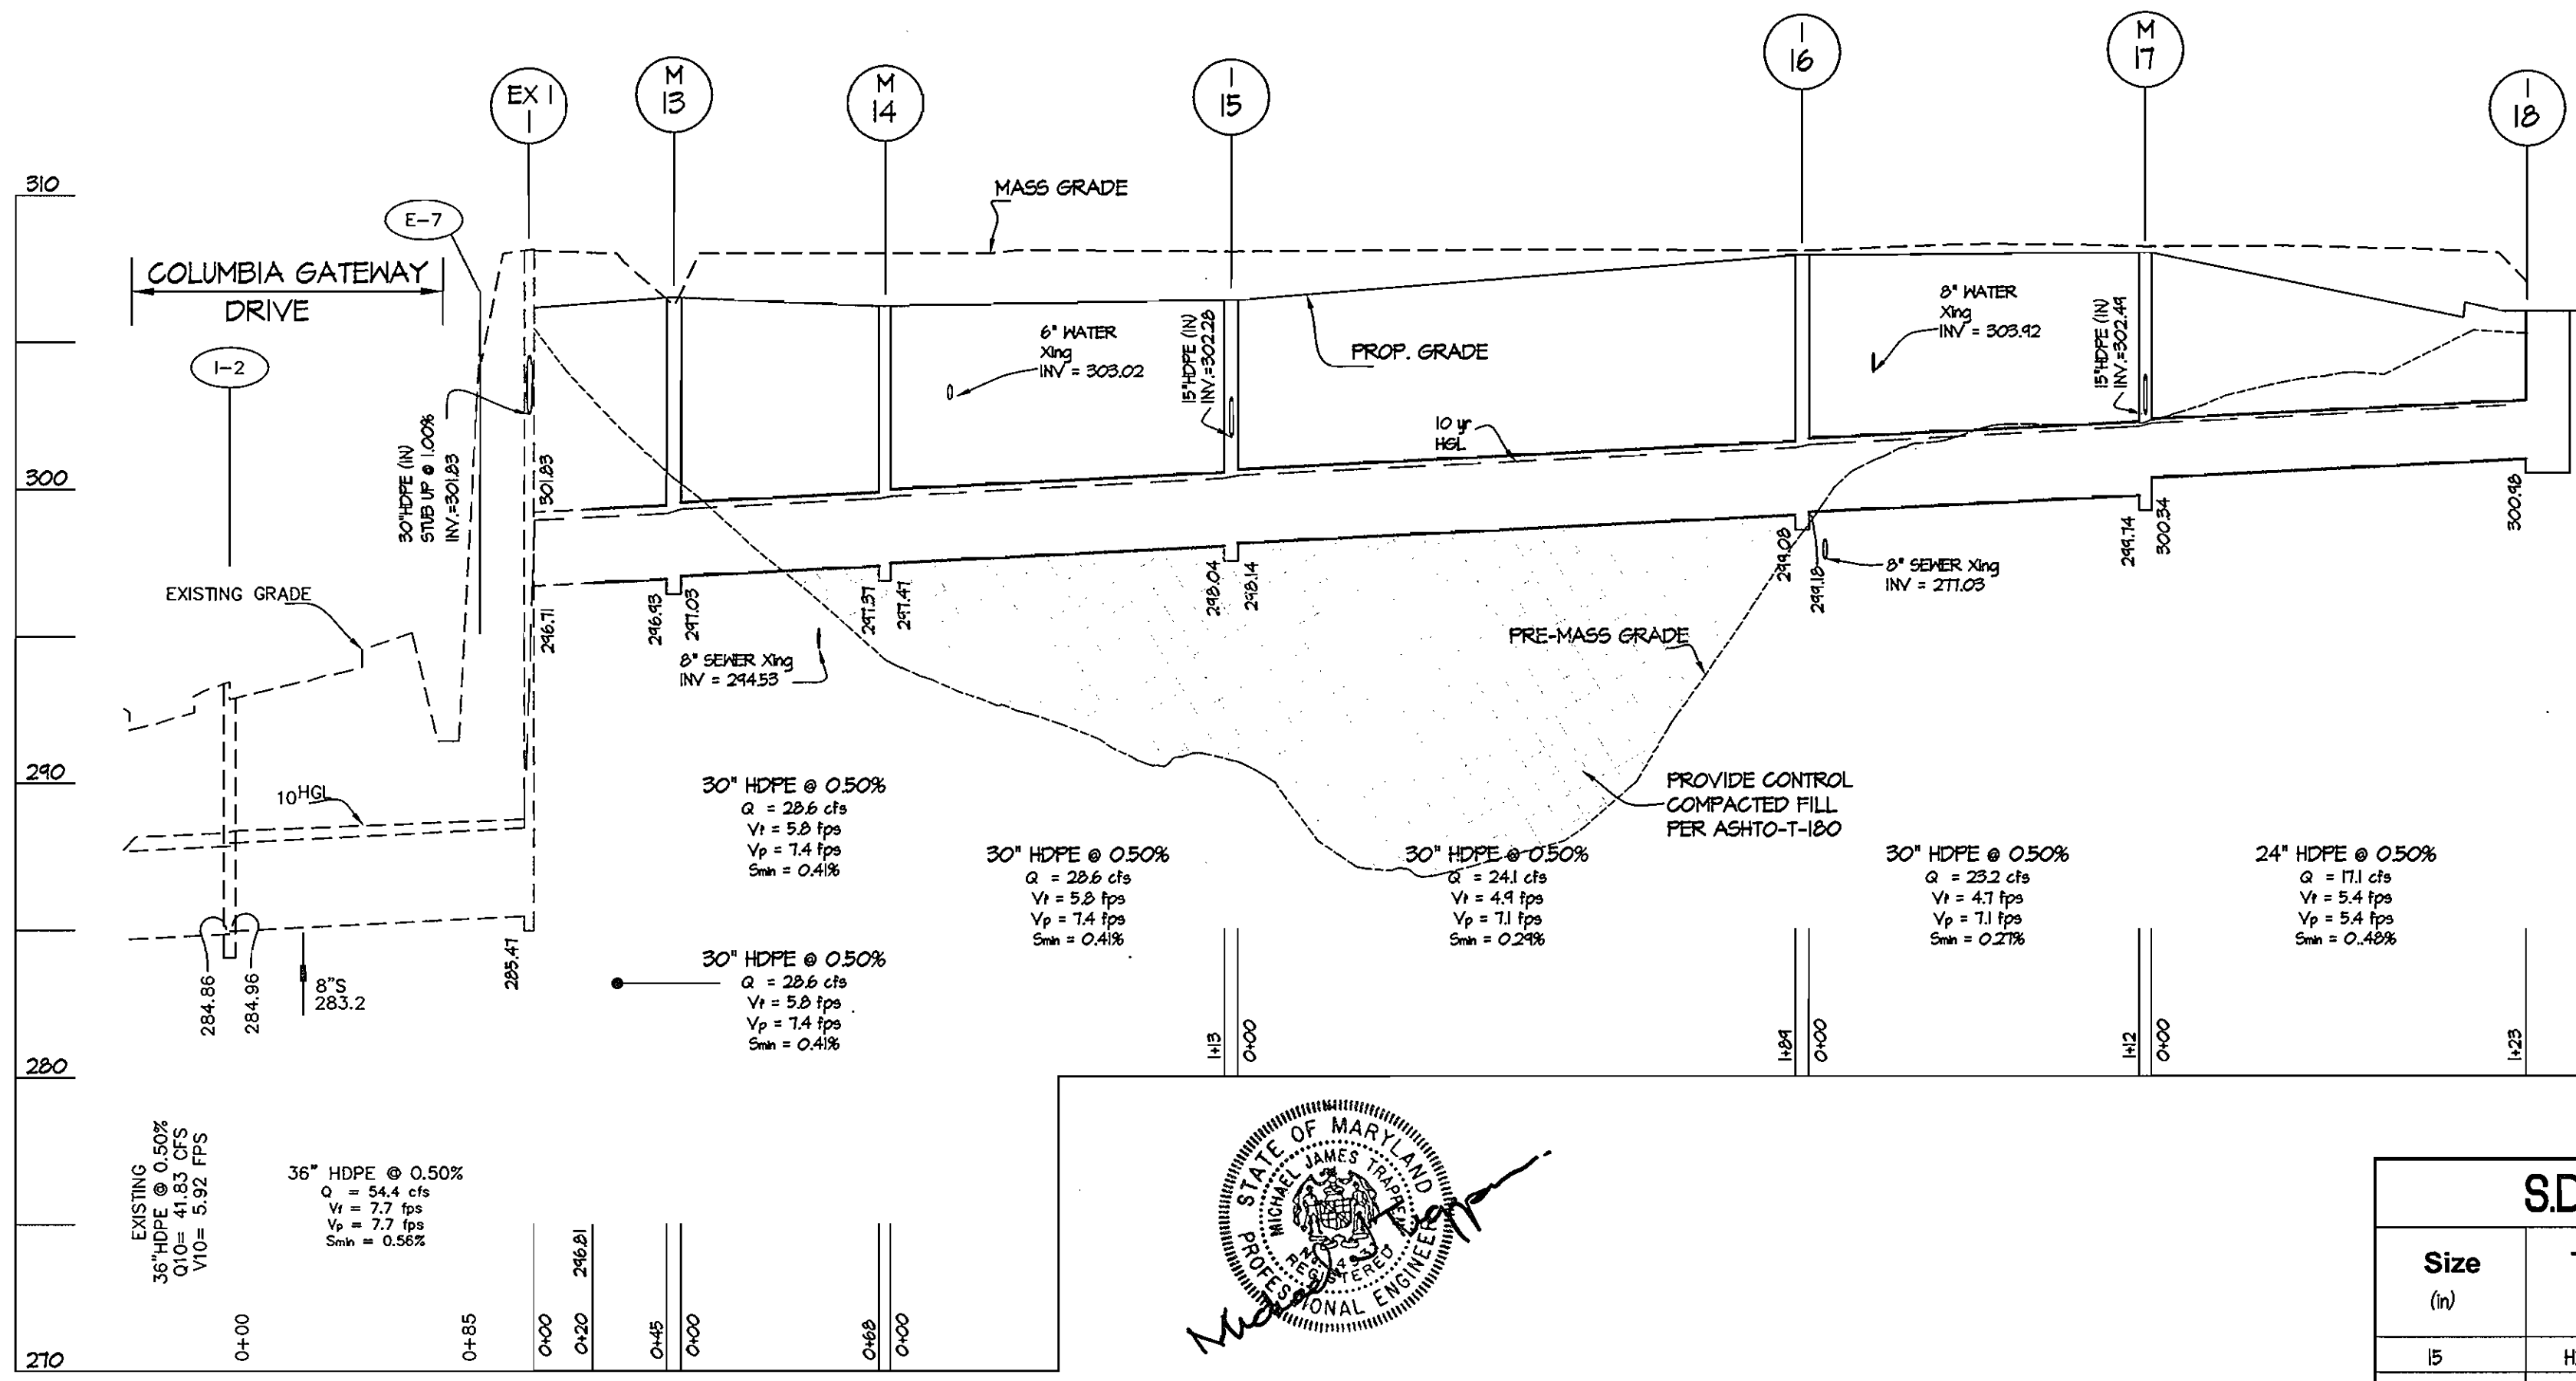 EX 1
I
M
13
M
14
I
15
I
16
M
17
I
18
310
300
290
280
270
E-7
COLUMBIA GATEWAY
DRIVE
I-2
MASS GRADE
6" WATER
Xing
INV = 303.02
15"HDPE (IN)
INV.=302.28
PROP. GRADE
8" WATER
Xing
INV = 303.92
15"HDPE (IN)
INV.=302.49
30"HDPE (IN)
STUB UP @ 1.00%
INV.=301.83
301.83
10 yr
HGL
EXISTING GRADE
296.71
296.93
297.03
297.37
297.47
298.04
298.14
299.08
299.18
299.74
300.34
300.98
8" SEWER Xing
INV = 294.53
8" SEWER Xing
INV = 277.03
PRE-MASS GRADE
10 HGL
PROVIDE CONTROL
COMPACTED FILL
PER ASHTO-T-180
30" HDPE @ 0.50%
Q = 28.6 cfs
Vf = 5.8 fps
Vp = 7.4 fps
Smin = 0.41%
30" HDPE @ 0.50%
Q = 28.6 cfs
Vf = 5.8 fps
Vp = 7.4 fps
Smin = 0.41%
30" HDPE @ 0.50%
Q = 24.1 cfs
Vf = 4.9 fps
Vp = 7.1 fps
Smin = 0.29%
30" HDPE @ 0.50%
Q = 23.2 cfs
Vf = 4.7 fps
Vp = 7.1 fps
Smin = 0.27%
24" HDPE @ 0.50%
Q = 17.1 cfs
Vf = 5.4 fps
Vp = 5.4 fps
Smin = 0..48%
30" HDPE @ 0.50%
Q = 28.6 cfs
Vf = 5.8 fps
Vp = 7.4 fps
Smin = 0.41%
284.86
284.96
8"S
283.2
285.47
1+13
0+00
1+89
0+00
1+12
0+00
1+23
EXISTING
36"HDPE @ 0.50%
Q10= 41.83 CFS
V10= 5.92 FPS
36" HDPE @ 0.50%
Q = 54.4 cfs
Vf = 7.7 fps
Vp = 7.7 fps
Smin = 0.56%
296.81
0+00
0+85
0+00
0+20
0+45
0+00
0+68
0+00
STATE OF MARYLAND
MICHAEL JAMES TRAPPEN
REGISTERED
PROFESSIONAL ENGINEER
S.D
Size
(in)
15